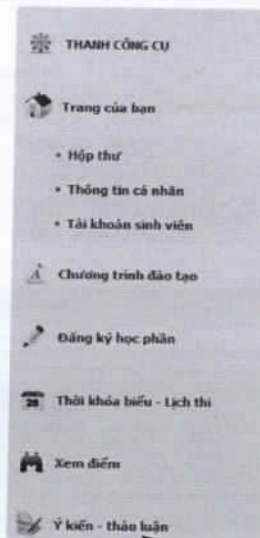 THANH CÔNG CỤ
Trang của bạn
• Hộp thư
• Thông tin cá nhân
• Tài khoản sinh viên
Chương trình đào tạo
Đăng ký học phần
Thời khóa biểu - Lịch thi
Xem điểm
Ý kiến - thảo luận